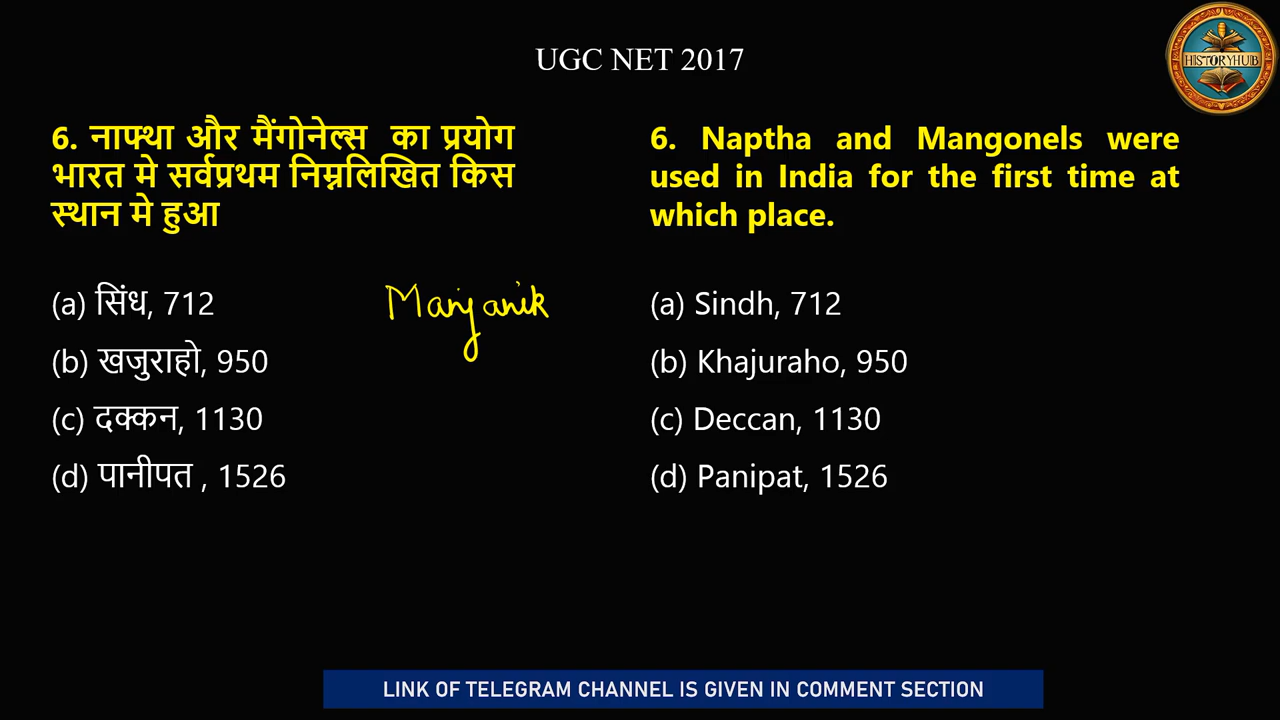 UGC NET 2017
HISTORYHUB
6. नाफ्था और मैंगोनेल्स का प्रयोग
भारत मे सर्वप्रथम निम्नलिखित किस
स्थान मे हुआ
(a) सिंध, 712
(b) खजुराहो, 950
(c) दक्कन, 1130
(d) पानीपत , 1526
Manjanik
6. Naptha and Mangonels were
used in India for the first time at
which place.
(a) Sindh, 712
(b) Khajuraho, 950
(c) Deccan, 1130
(d) Panipat, 1526
LINK OF TELEGRAM CHANNEL IS GIVEN IN COMMENT SECTION